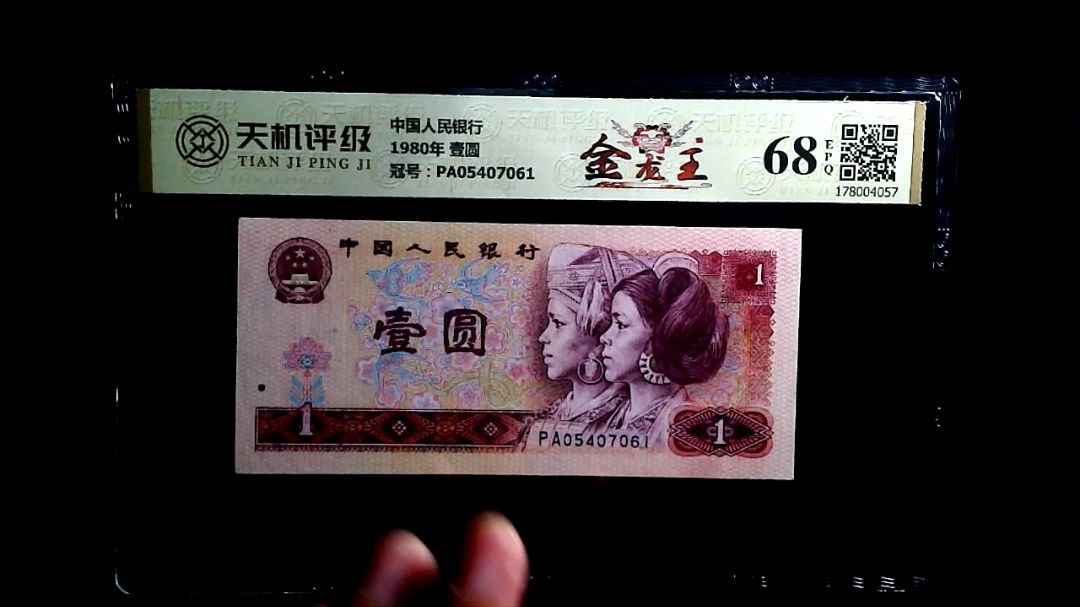 天机评级
TIAN JI PING JI
中国人民银行
1980年 壹圆
冠号：PA05407061
金龙王
68
EPQ
178004057
中国人民银行
1
壹圆
1
PA05407061
1